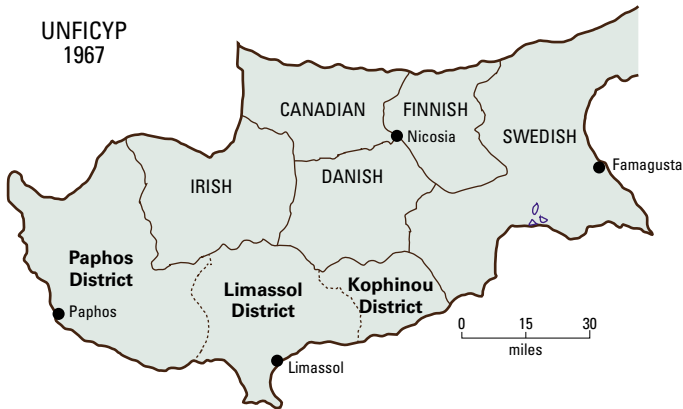 UNFICYP
1967
CANADIAN
FINNISH
Nicosia
SWEDISH
Famagusta
IRISH
DANISH
Paphos
District
Limassol
District
Kophinou
District
Paphos
Limassol
0 15 30
miles